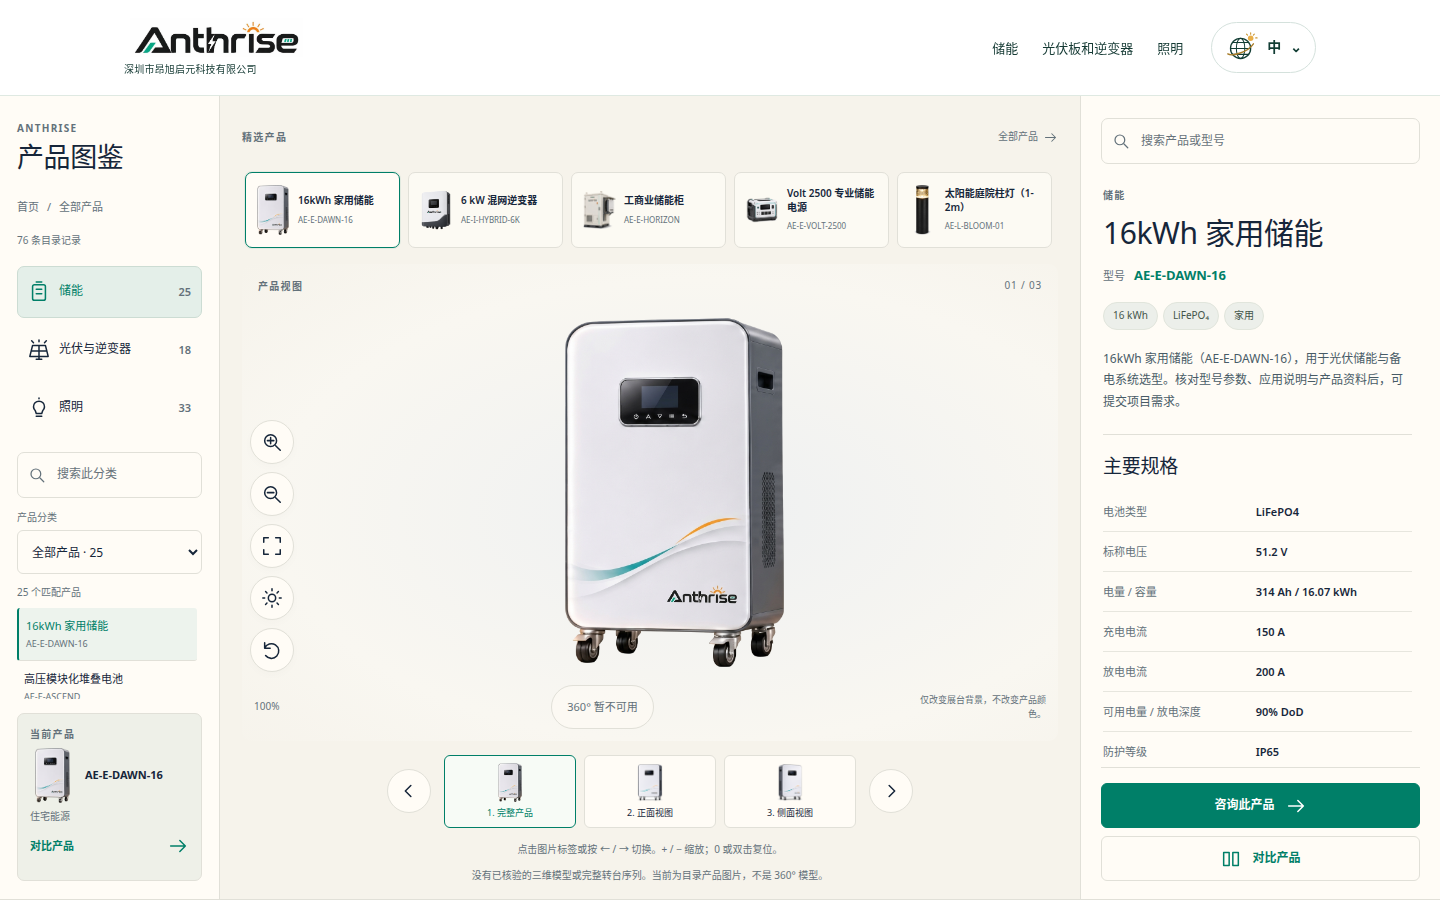 Anthrise
深圳市昂旭启元科技有限公司
储能
光伏板和逆变器
照明
中
ANTHRISE
产品图鉴
首页 / 全部产品
76 条目录记录
储能 25
光伏与逆变器 18
照明 33
搜索此分类
产品分类
全部产品 · 25
25 个匹配产品
16kWh 家用储能
AE-E-DAWN-16
高压模块化堆叠电池
AE-E-ASCEND
当前产品
AE-E-DAWN-16
住宅能源
对比产品 →
精选产品
全部产品 →
16kWh 家用储能
AE-E-DAWN-16
6 kW 混网逆变器
AE-I-HYBRID-6K
工商业储能柜
AE-E-HORIZON
Volt 2500 专业储能
电源
AE-E-VOLT-2500
太阳能庭院柱灯（1-
2m）
AE-L-BLOOM-01
产品视图
01 / 03
Anthrise
100%
360° 暂不可用
仅改变展台背景，不改变产品颜
色。
1. 完整产品
2. 正面视图
3. 侧面视图
点击图片标签或按 ← / → 切换。+ / − 缩放；0 或双击复位。
没有已核验的三维模型或完整转台序列。当前为目录产品图片，不是 360° 模型。
搜索产品或型号
储能
16kWh 家用储能
型号 AE-E-DAWN-16
16 kWh
LiFePO₄
家用
16kWh 家用储能（AE-E-DAWN-16），用于光伏储能与备
电系统选型。核对型号参数、应用说明与产品资料后，可
提交项目需求。
主要规格
电池类型 LiFePO4
标称电压 51.2 V
电量 / 容量 314 Ah / 16.07 kWh
充电电流 150 A
放电电流 200 A
可用电量 / 放电深度 90% DoD
防护等级 IP65
咨询此产品 →
对比产品